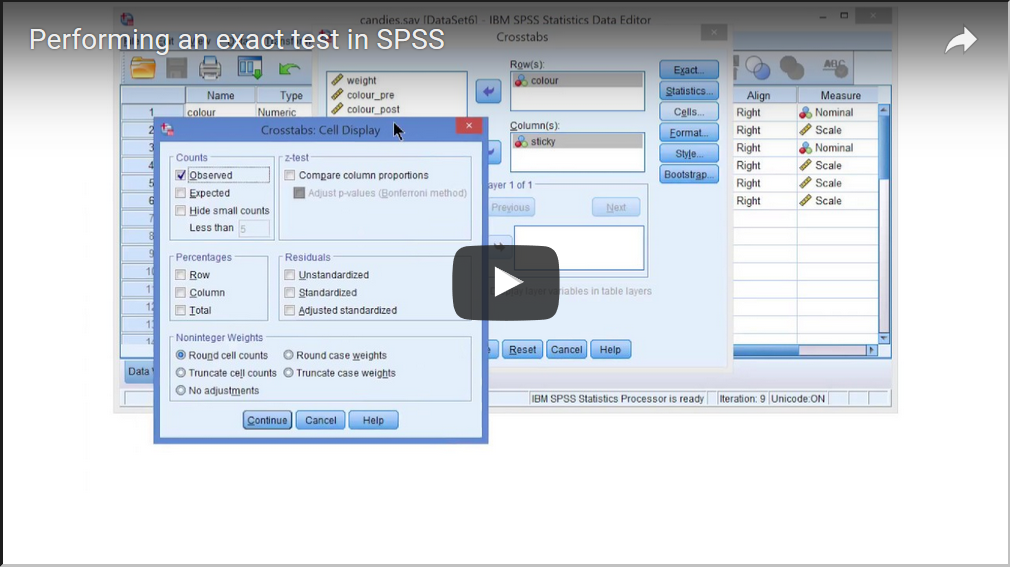 candies.sav [DataSet6] - IBM SPSS Statistics Data Editor
Performing an exact test in SPSS
Crosstabs
Name Type
1 colour Numeric
2
3
4
5
6
7
8
9
10
11
12
13
14
weight
colour_pre
colour_post
Row(s):
colour
Column(s):
sticky
ayer 1 of 1
Previous Next
layer variables in table layers
Reset Cancel Help
Exact...
Statistics...
Cells...
Format...
Style...
Bootstrap...
Align Measure
Right Nominal
Right Scale
Right Nominal
Right Scale
Right Scale
Right Scale
Crosstabs: Cell Display
Counts
Observed
Expected
Hide small counts
Less than 5
z-test
Compare column proportions
Adjust p-values (Bonferroni method)
Percentages
Row
Column
Total
Residuals
Unstandardized
Standardized
Adjusted standardized
Noninteger Weights
Round cell counts Round case weights
Truncate cell counts Truncate case weights
No adjustments
Continue Cancel Help
Data
IBM SPSS Statistics Processor is ready Iteration: 9 Unicode:ON